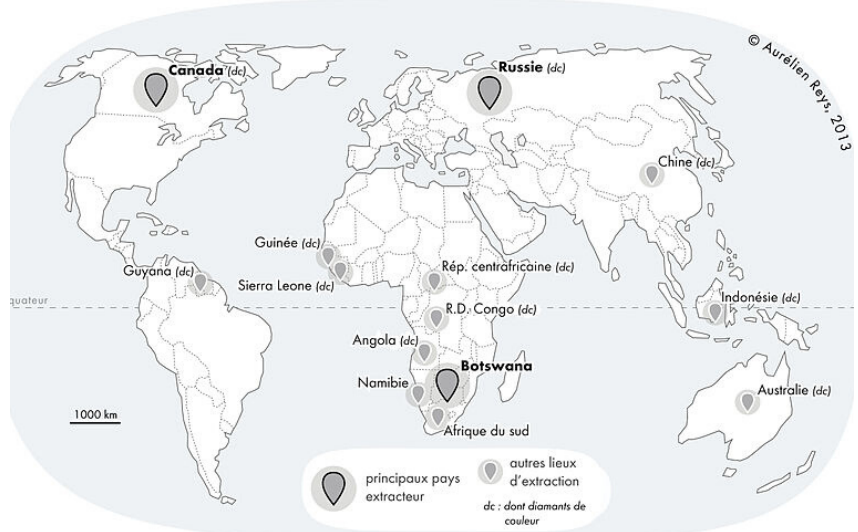 © Aurélien Reys, 2013
Canada (dc)
Russie (dc)
Chine (dc)
Guinée (dc)
Guyana (dc)
Sierra Leone (dc)
Rép. centrafricaine (dc)
quateur
R.D. Congo (dc)
Indonésie (dc)
Angola (dc)
Botswana
Namibie
Australie (dc)
1000 km
Afrique du sud
principaux pays
extracteur
autres lieux
d'extraction
dc : dont diamants de
couleur